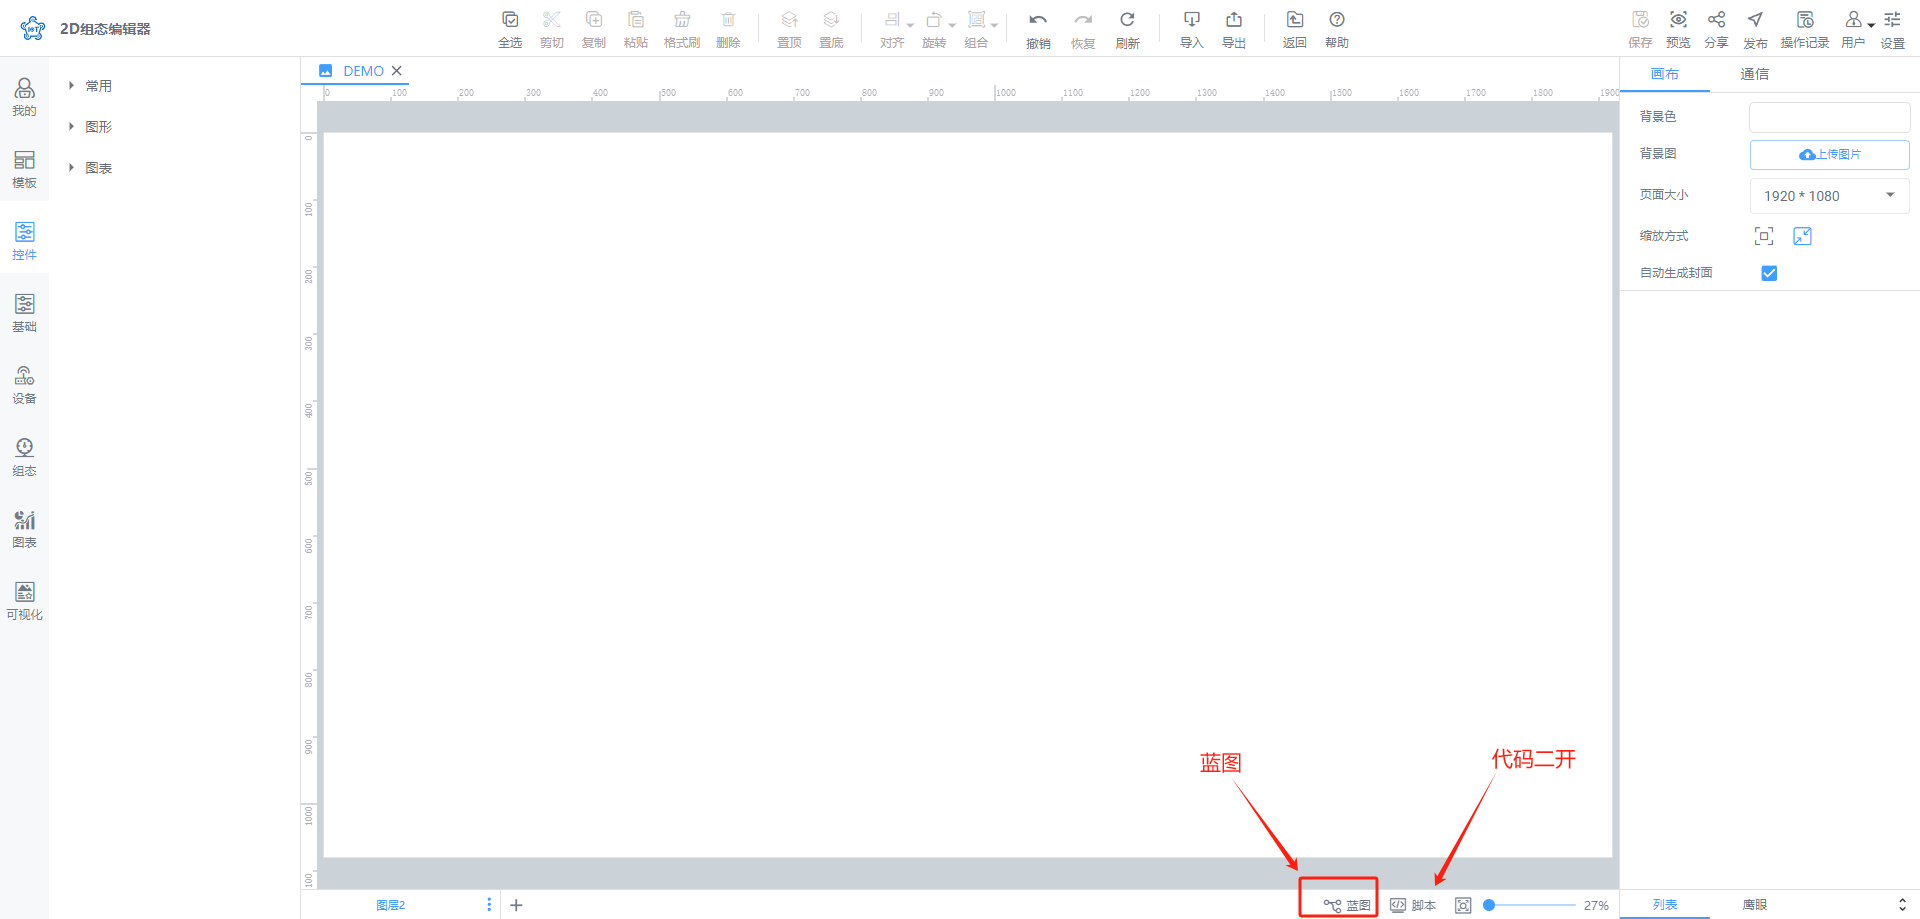 2D组态编辑器
全选 剪切 复制 粘贴 格式刷 删除 置顶 置底 对齐 旋转 组合 撤销 恢复 刷新 导入 导出 返回 帮助 保存 预览 分享 发布 操作记录 用户 设置
我的
模板
控件
基础
设备
组态
图表
可视化
常用
图形
图表
DEMO
0 100 200 300 400 500 600 700 800 900 1000 1100 1200 1300 1400 1500 1600 1700 1800 1900
0
100
200
300
400
500
600
700
800
900
1000
100
画布 通信
背景色
背景图 上传图片
页面大小 1920 * 1080
缩放方式
自动生成封面
蓝图
代码二开
图层2
蓝图 脚本 27%
列表 鹰眼